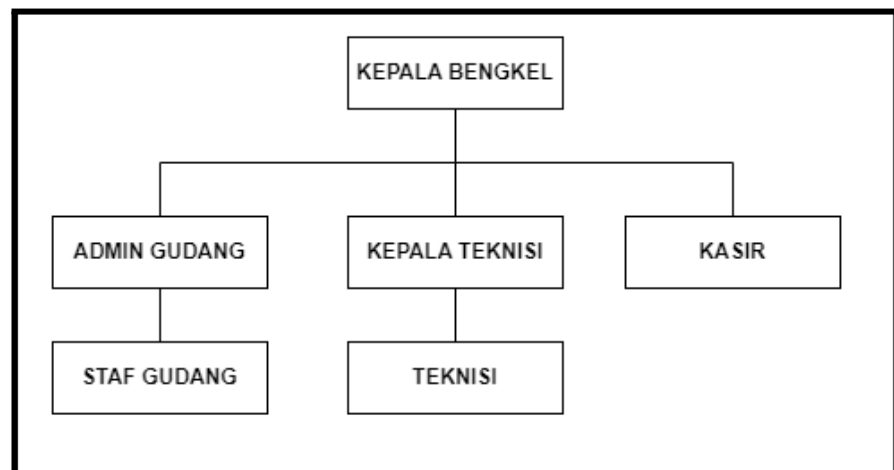 KEPALA BENGKEL
ADMIN GUDANG
KEPALA TEKNISI
KASIR
STAF GUDANG
TEKNISI